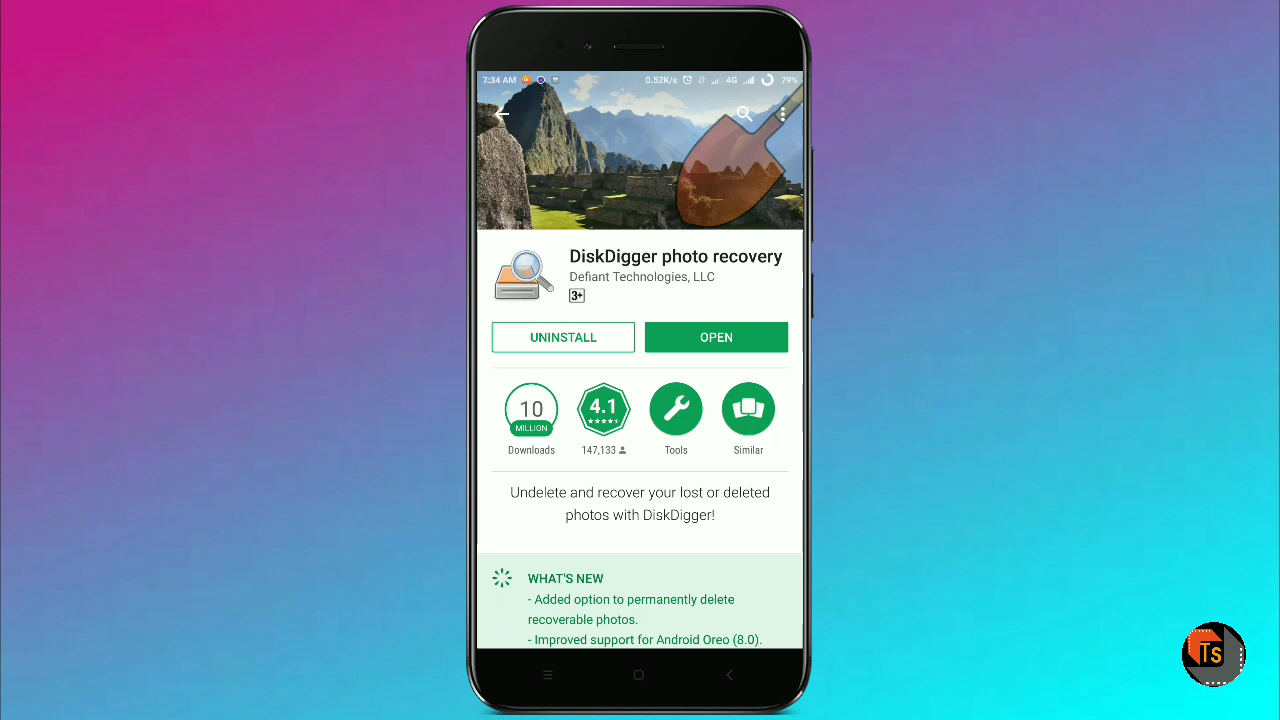 7:34 AM 0.52K/s 4G 79%
DiskDigger photo recovery
Defiant Technologies, LLC
3+
UNINSTALL OPEN
10 4.1
MILLION
Downloads 147,133 Tools Similar
Undelete and recover your lost or deleted
photos with DiskDigger!
WHAT'S NEW
- Added option to permanently delete
recoverable photos.
- Improved support for Android Oreo (8.0).
Ts